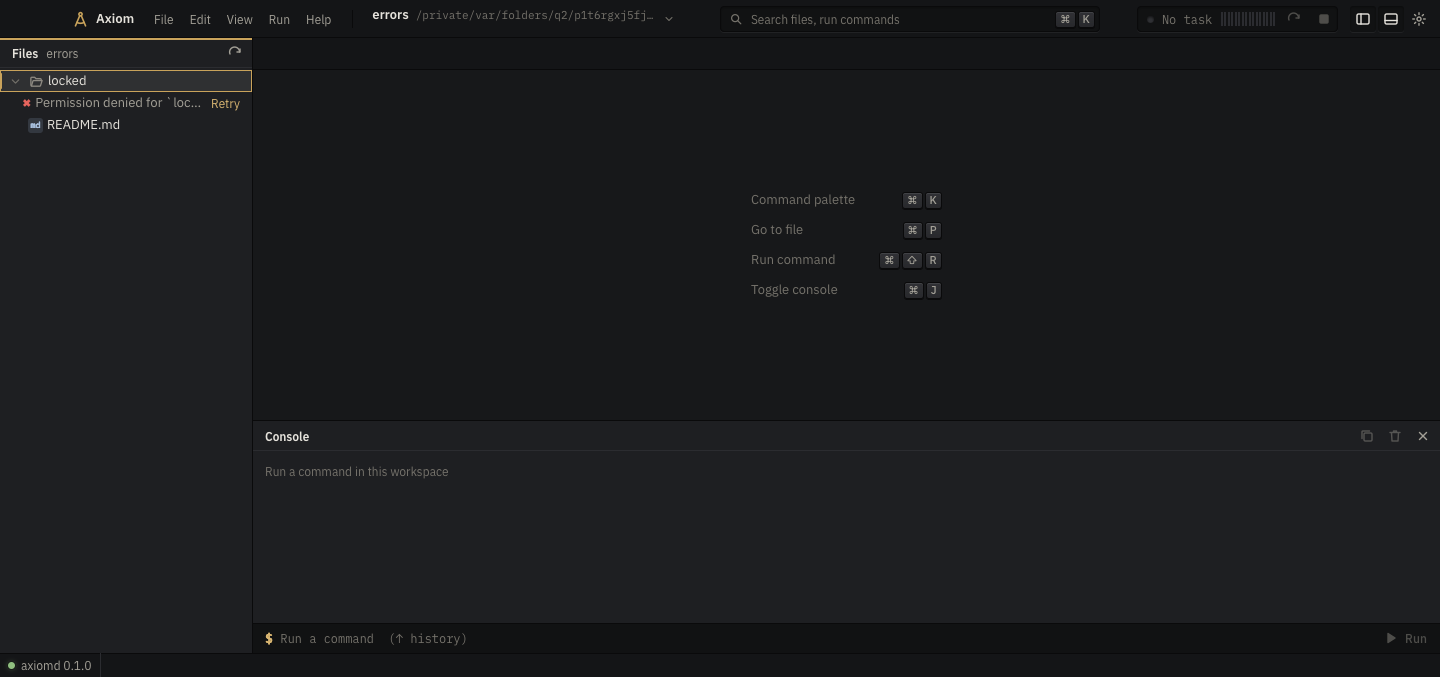 Axiom File Edit View Run Help errors /private/var/folders/q2/p1t6rgxj5fj… Search files, run commands ⌘ K No task
Files errors
locked
✖ Permission denied for `loc… Retry
md README.md
Command palette ⌘ K
Go to file ⌘ P
Run command ⌘ ⇧ R
Toggle console ⌘ J
Console
Run a command in this workspace
$ Run a command (↑ history) Run
axiomd 0.1.0